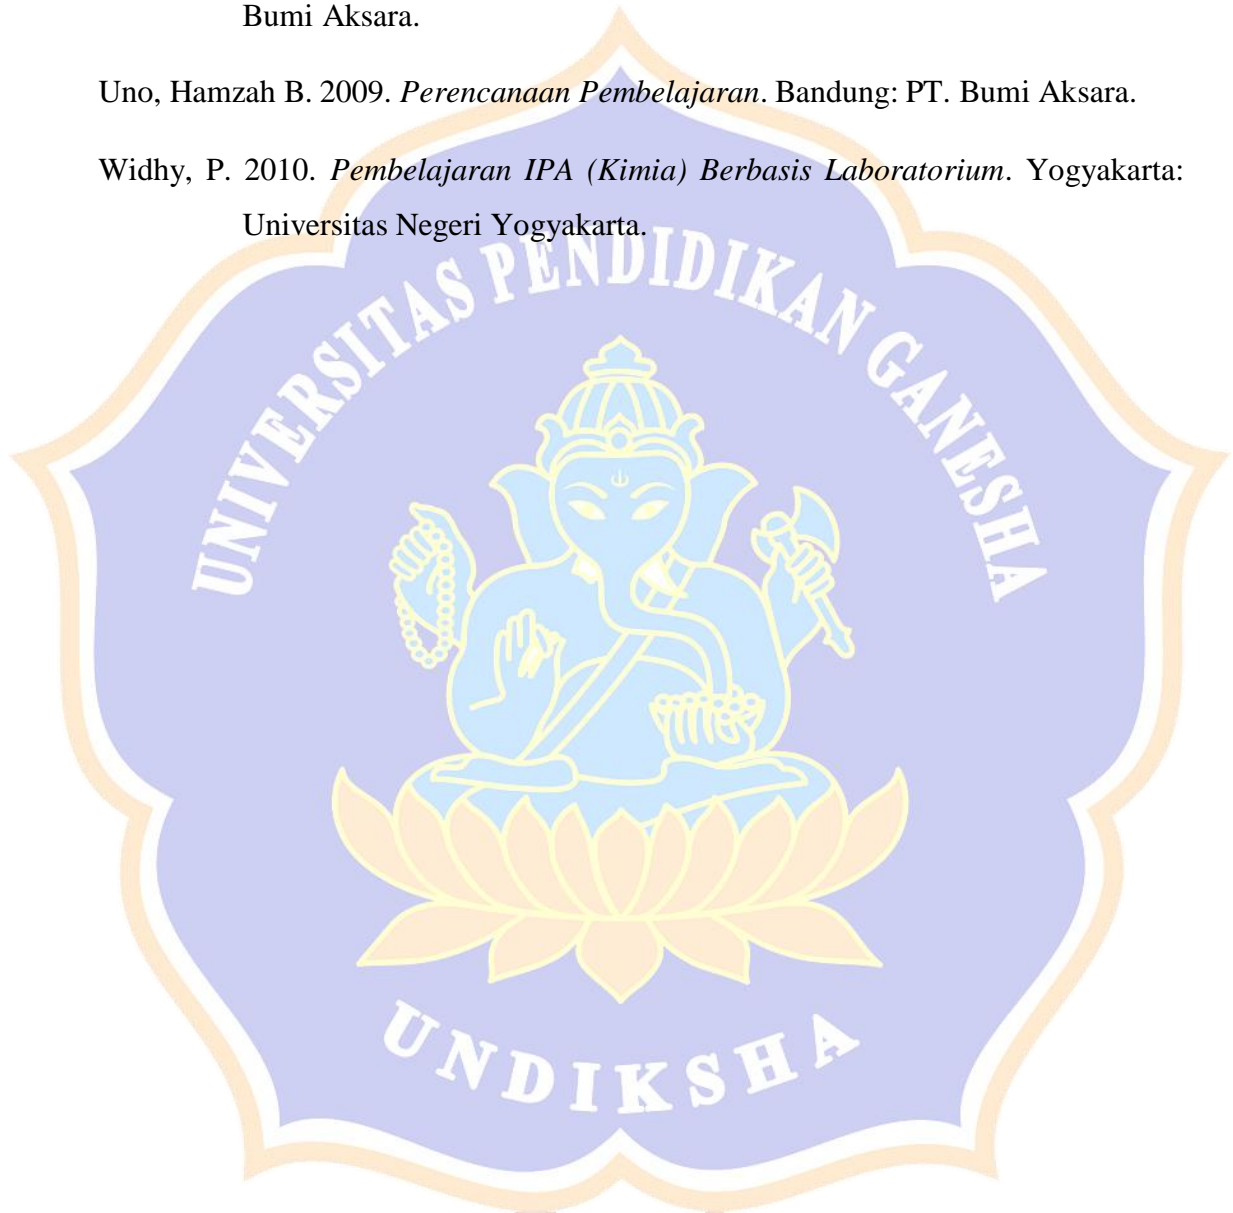 Bumi Aksara.
Uno, Hamzah B. 2009. Perencanaan Pembelajaran. Bandung: PT. Bumi Aksara.
Widhy, P. 2010. Pembelajaran IPA (Kimia) Berbasis Laboratorium. Yogyakarta:
Universitas Negeri Yogyakarta.
UNIVERSITAS PENDIDIKAN GANESHA
UNDIKSHA